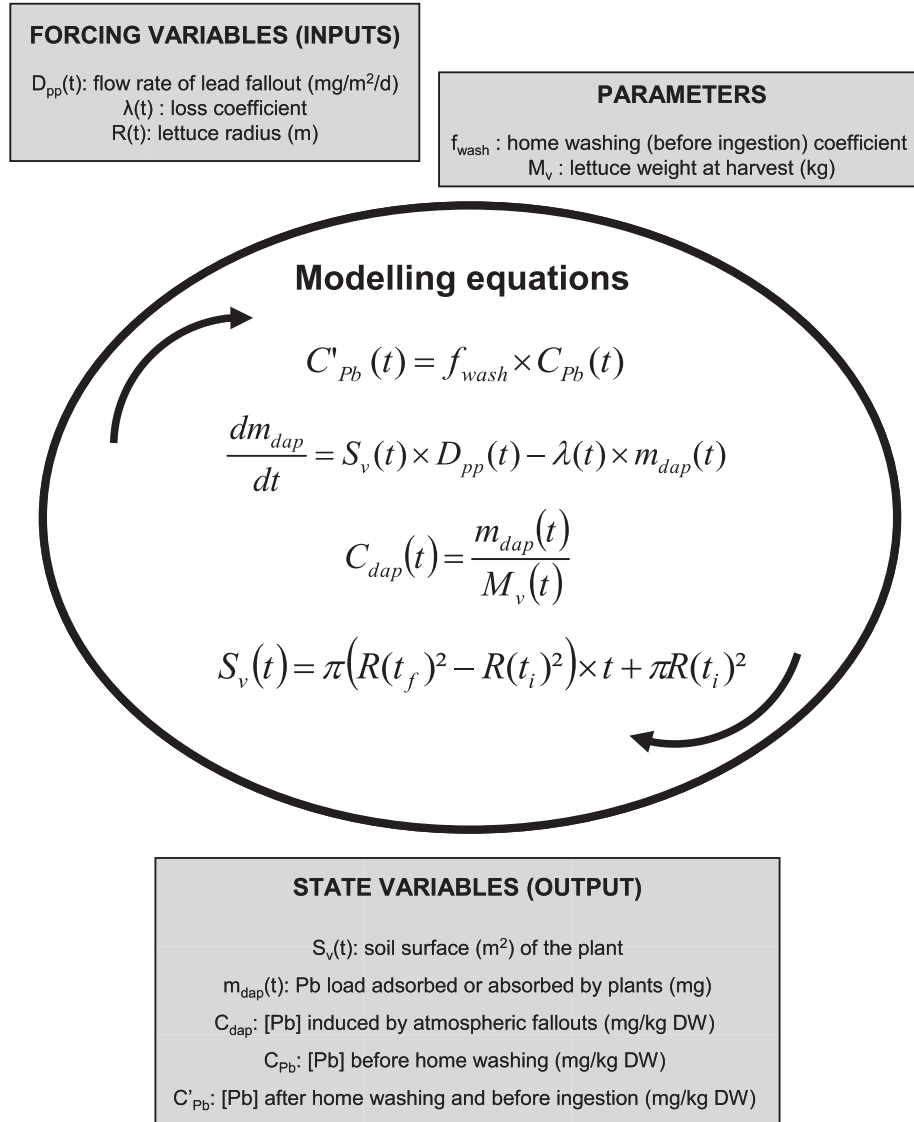 FORCING VARIABLES (INPUTS)
D_pp(t): flow rate of lead fallout (mg/m²/d)
λ(t) : loss coefficient
R(t): lettuce radius (m)
PARAMETERS
f_wash : home washing (before ingestion) coefficient
M_v : lettuce weight at harvest (kg)
Modelling equations
C'_Pb (t) = f_wash × C_Pb (t)
dm_dap/dt = S_v (t) × D_pp (t) − λ(t) × m_dap (t)
C_dap (t) = m_dap (t)/M_v (t)
S_v (t) = π(R(t_f)² − R(t_i)²) × t + πR(t_i)²
STATE VARIABLES (OUTPUT)
S_v(t): soil surface (m²) of the plant
m_dap(t): Pb load adsorbed or absorbed by plants (mg)
C_dap: [Pb] induced by atmospheric fallouts (mg/kg DW)
C_Pb: [Pb] before home washing (mg/kg DW)
C'_Pb: [Pb] after home washing and before ingestion (mg/kg DW)